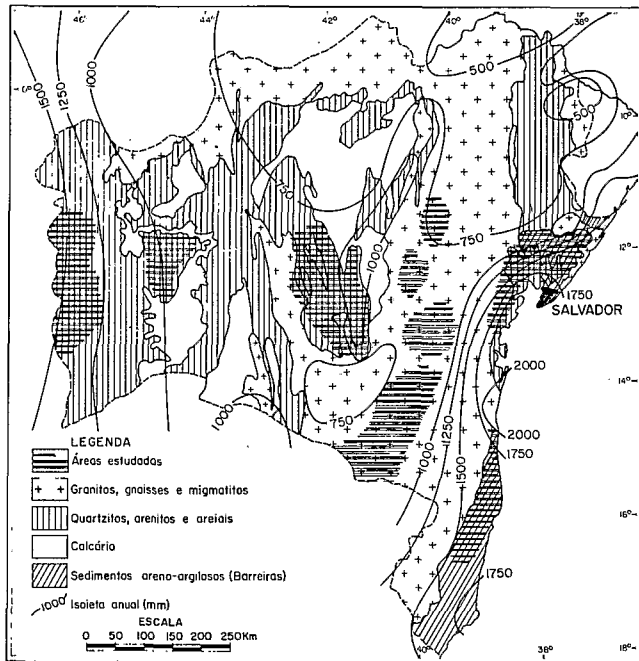 46° 44° 42° 40° 38°
1500
1250
1000
500
500
10°
750
750
1000
12°
1750
SALVADOR
2000
14°
1000
750
1000
1250
1500
2000
1750
LEGENDA
Áreas estudadas
Granitos, gnaisses e migmatitos
Quartzitos, arenitos e areiais
Calcário
Sedimentos areno-argilosos (Barreiras)
1000 Isoieta anual (mm)
16°
1750
ESCALA
0 50 100 150 200 250Km
40° 38° 18°